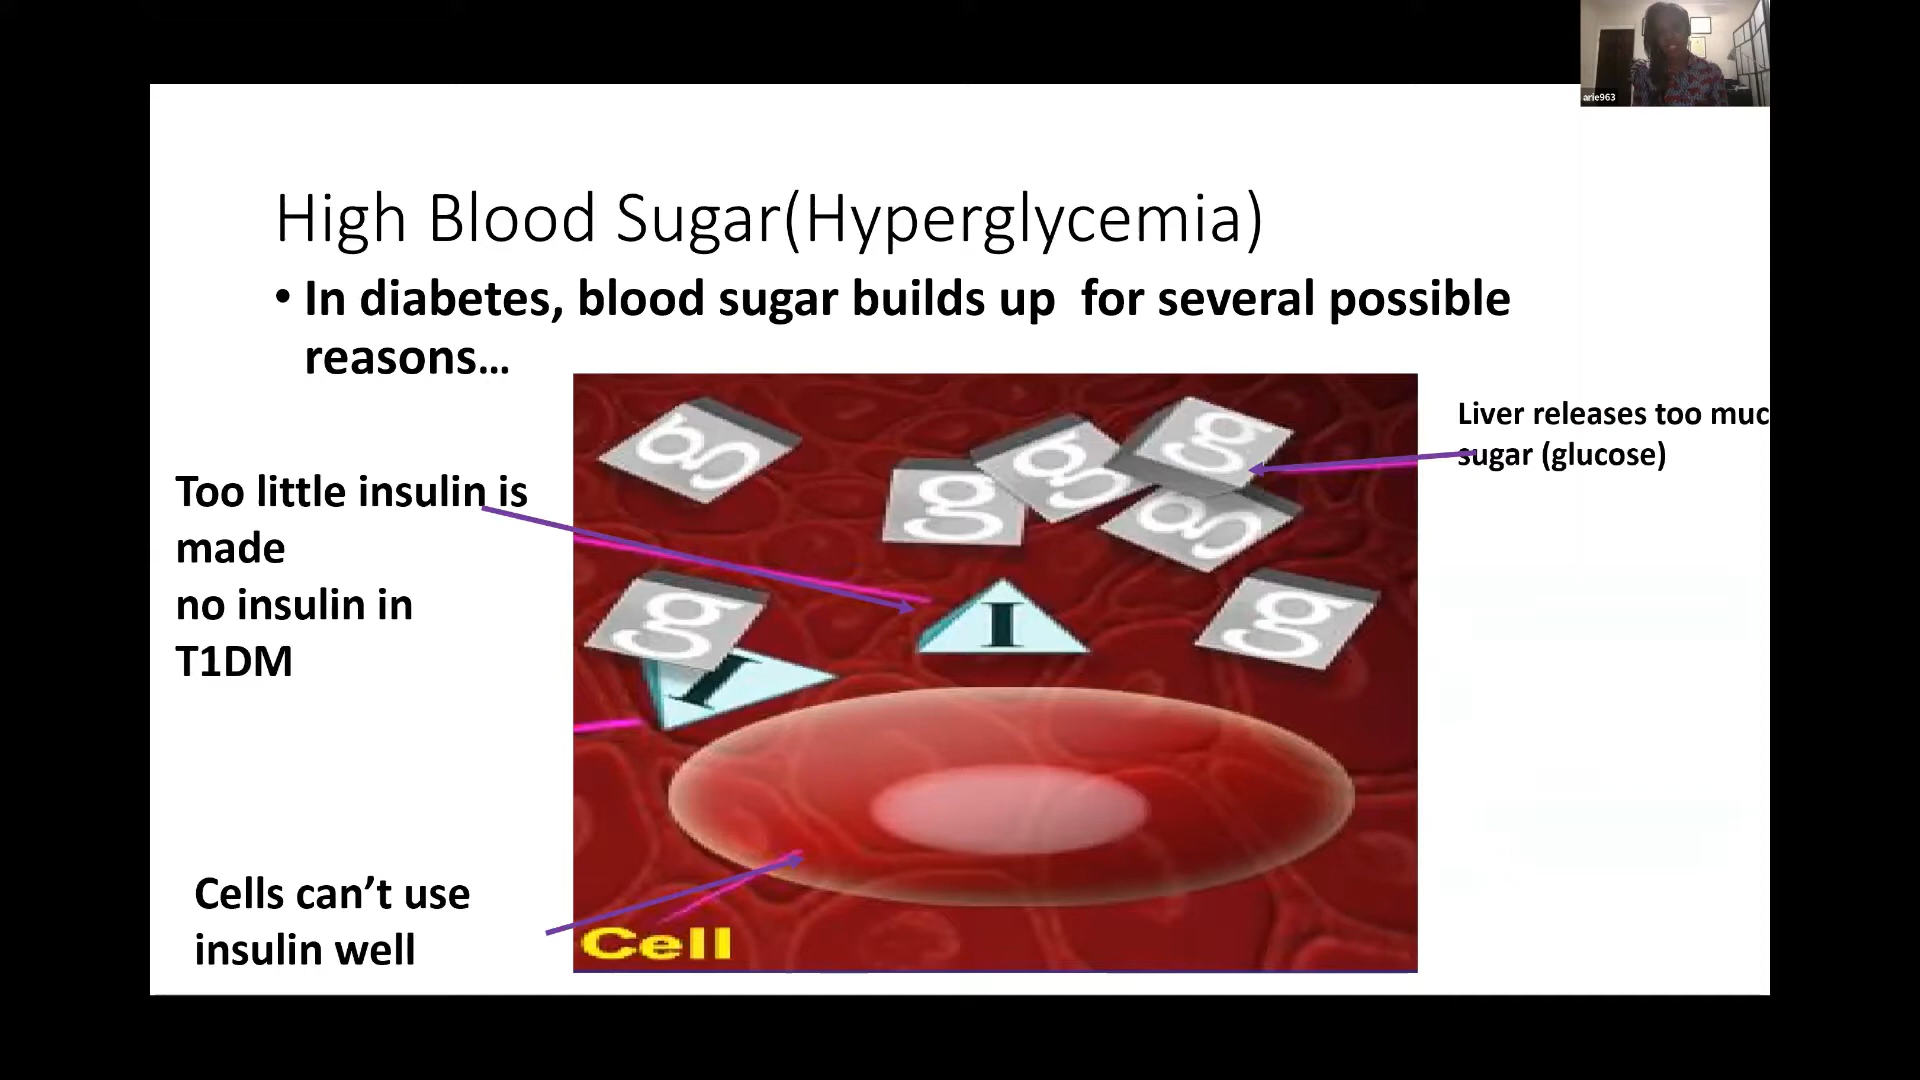 arie963
High Blood Sugar(Hyperglycemia)
• In diabetes, blood sugar builds up  for several possible
reasons…
Liver releases too muc
sugar (glucose)
Too little insulin is
made
no insulin in
T1DM
g
g
g
g
g
g
g
I
I
Cells can’t use
insulin well
Cell